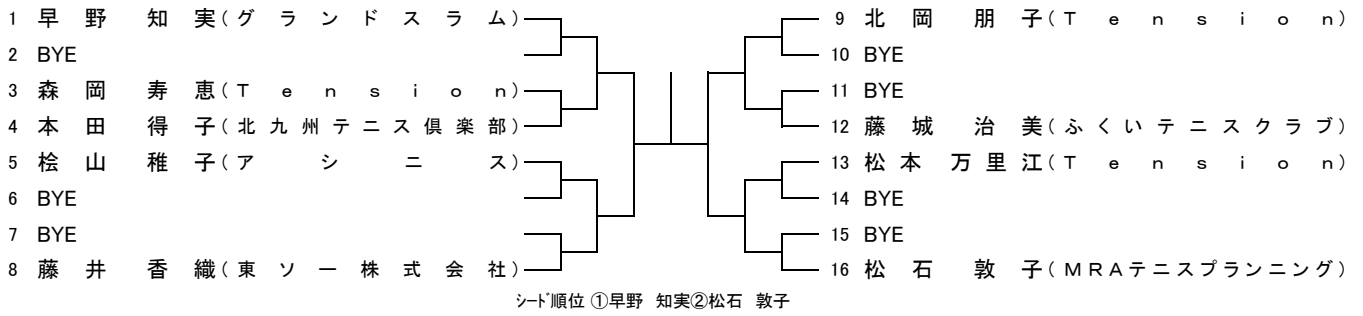 1 早野 知実(グランドスラム)
2 BYE
3 森岡 寿恵(Tension)
4 本田 得子(北九州テニス倶楽部)
5 桧山 稚子(アシニス)
6 BYE
7 BYE
8 藤井 香織(東ソー株式会社)
9 北岡 朋子(Tension)
10 BYE
11 BYE
12 藤城 治美(ふくいテニスクラブ)
13 松本 万里江(Tension)
14 BYE
15 BYE
16 松石 敦子(MRAテニスプランニング)
シード順位 ①早野 知実②松石 敦子